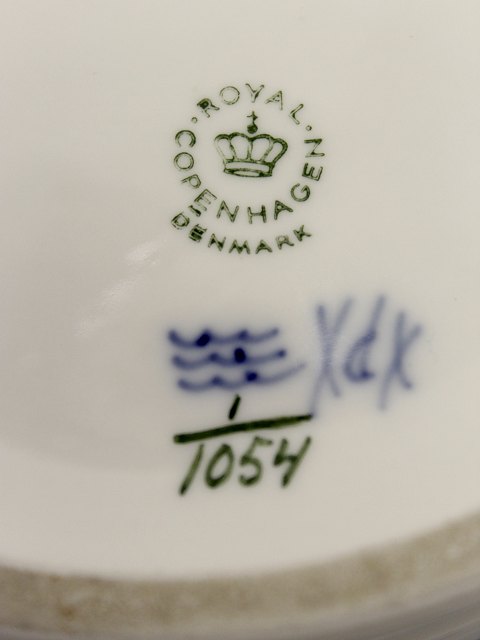 ROYAL
COPENHAGEN
DENMARK
1
1054